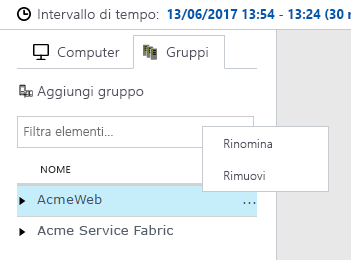 Intervallo di tempo: 13/06/2017 13:54 - 13:24 (30 m
Computer
Gruppi
Aggiungi gruppo
Filtra elementi...
Rinomina
Rimuovi
NOME
AcmeWeb ...
Acme Service Fabric